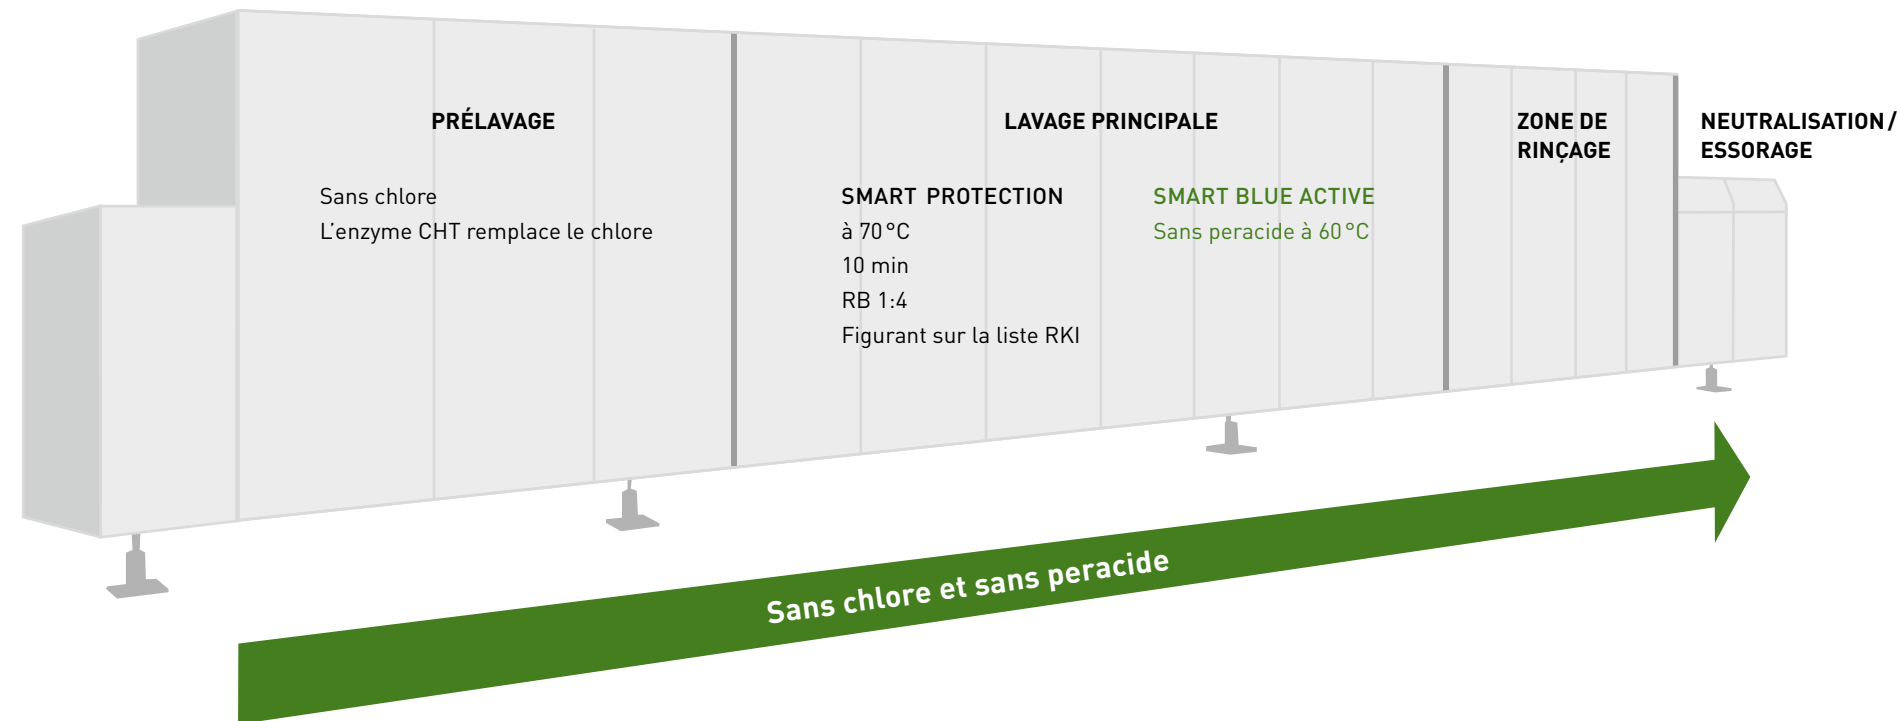 PRÉLAVAGE
Sans chlore
L'enzyme CHT remplace le chlore
LAVAGE PRINCIPALE
SMART PROTECTION
à 70 °C
10 min
RB 1:4
Figurant sur la liste RKI
SMART BLUE ACTIVE
Sans peracide à 60 °C
ZONE DE
RINÇAGE
NEUTRALISATION /
ESSORAGE
Sans chlore et sans peracide